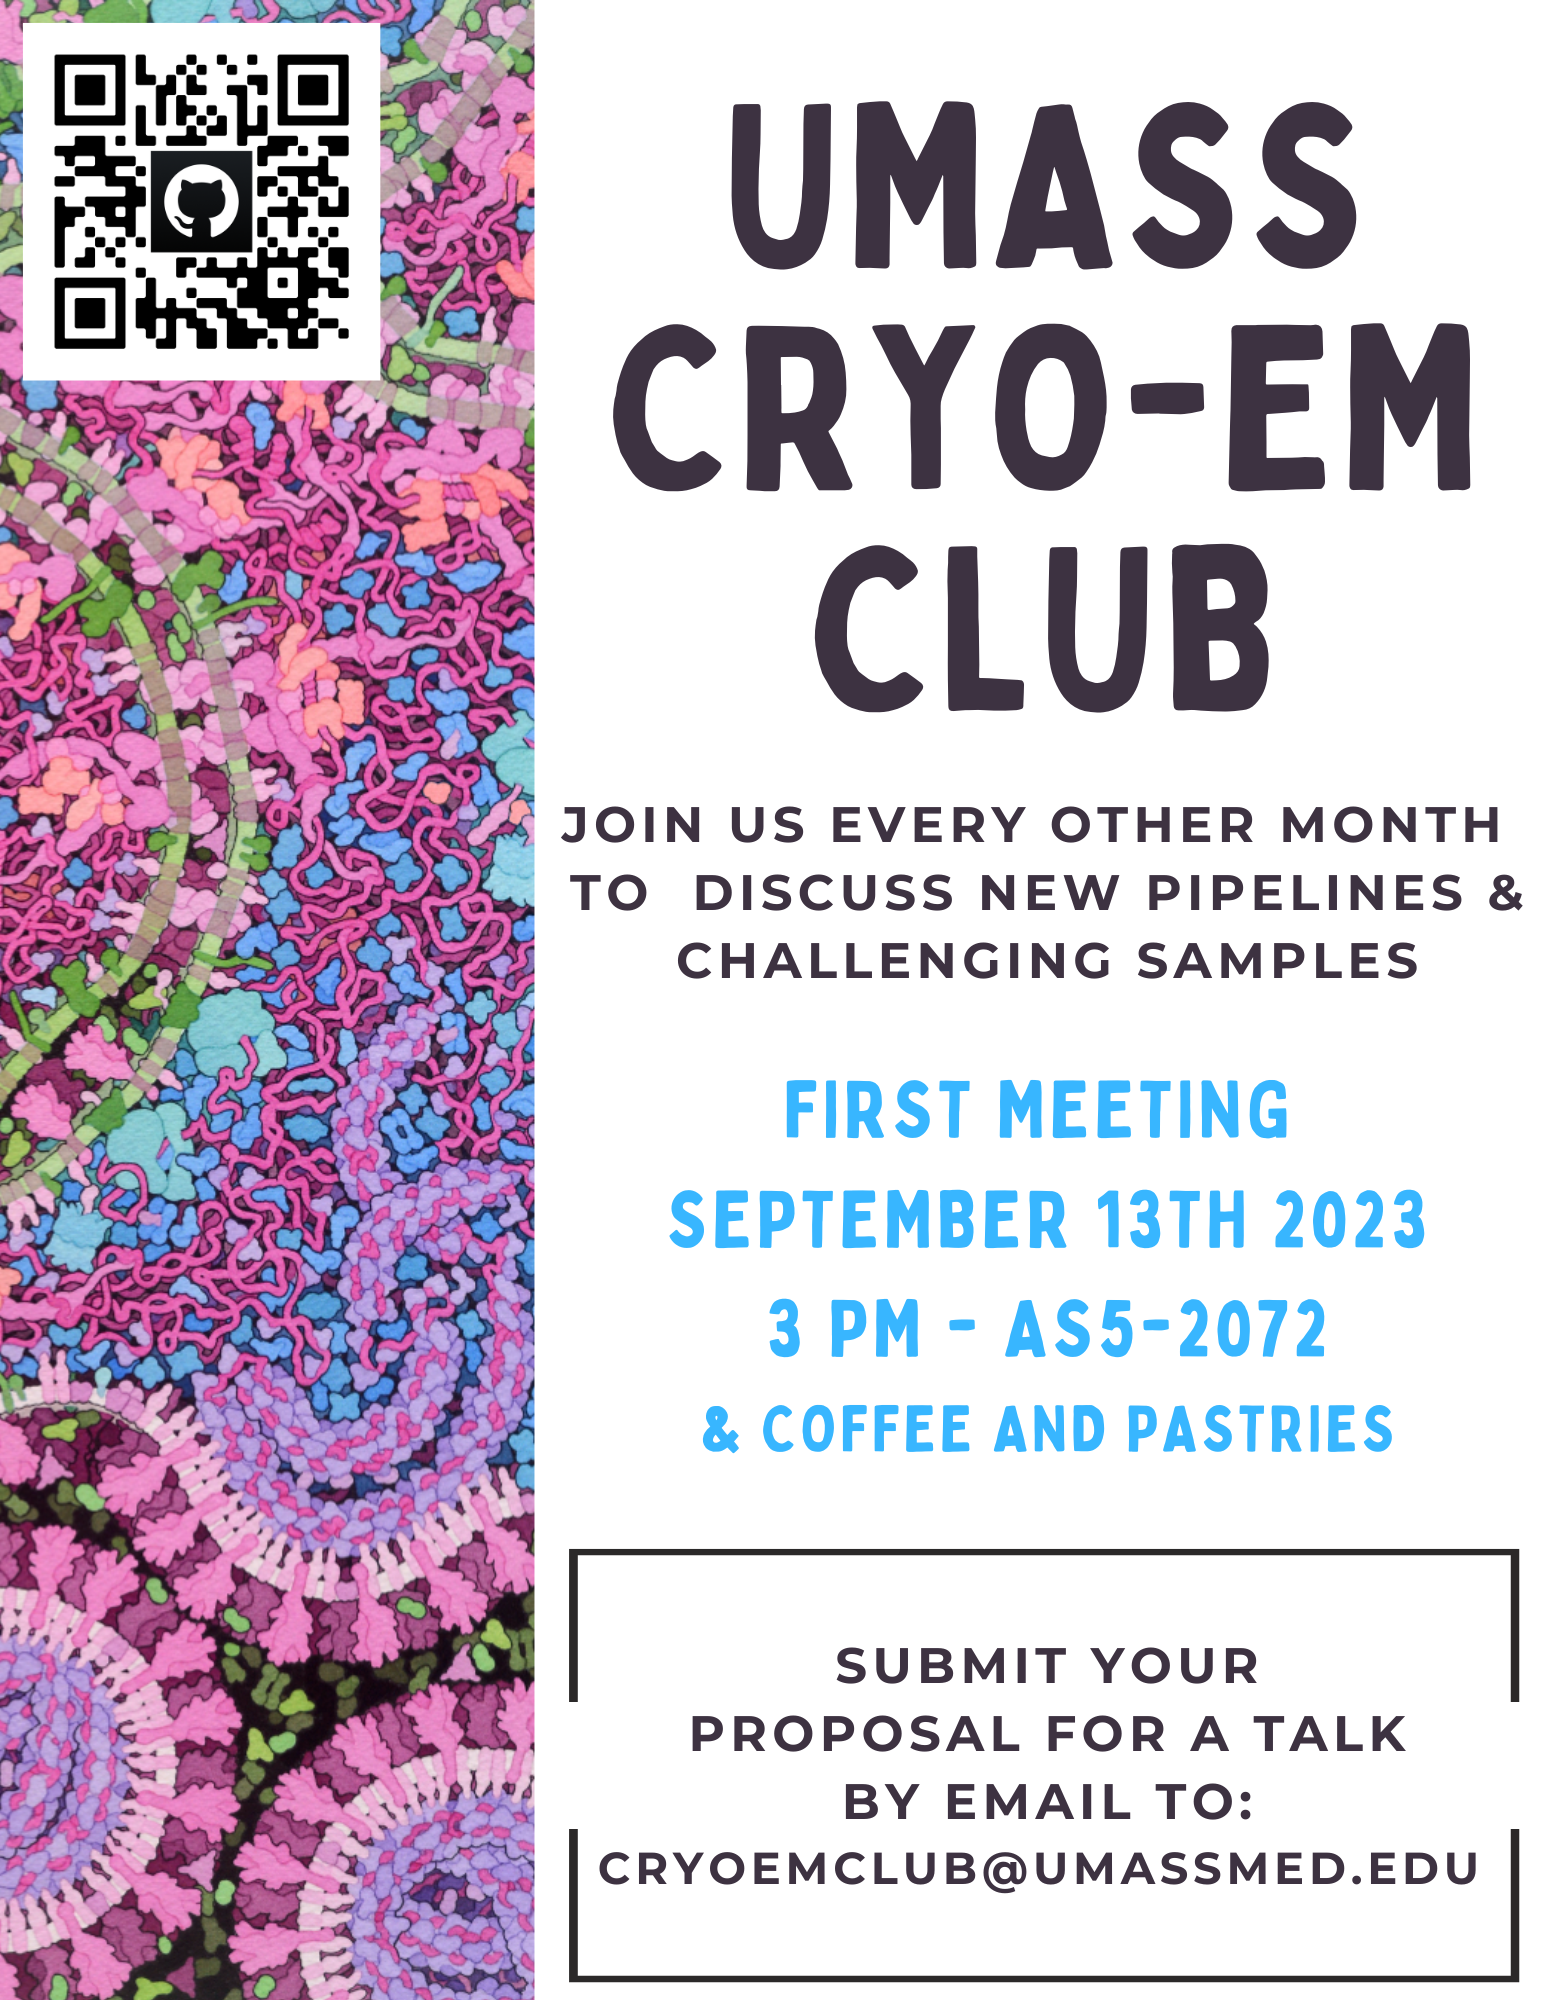 UMASS
CRYO-EM
CLUB
JOIN US EVERY OTHER MONTH
TO DISCUSS NEW PIPELINES &
CHALLENGING SAMPLES
FIRST MEETING
SEPTEMBER 13TH 2023
3 PM - AS5-2072
& COFFEE AND PASTRIES
SUBMIT YOUR
PROPOSAL FOR A TALK
BY EMAIL TO:
CRYOEMCLUB@UMASSMED.EDU